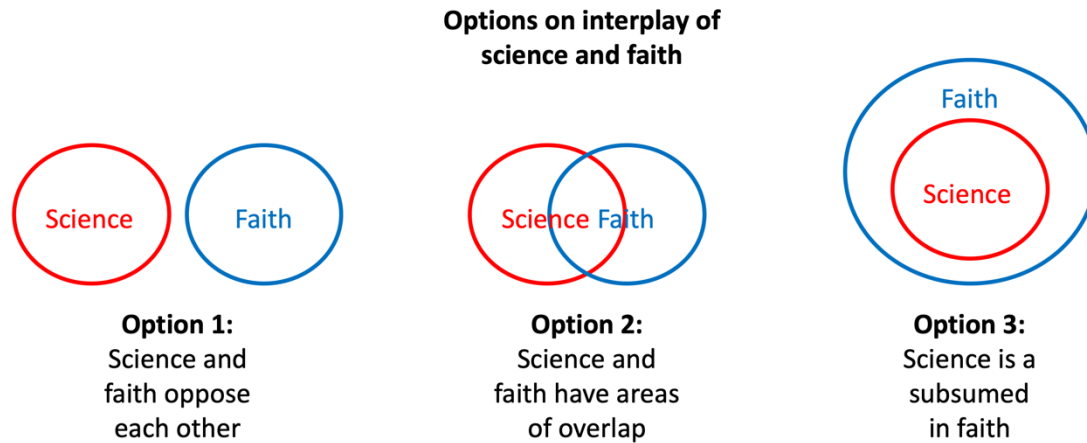 Options on interplay of
science and faith
Science
Faith
Science
Faith
Faith
Science
Option 1:
Science and
faith oppose
each other
Option 2:
Science and
faith have areas
of overlap
Option 3:
Science is a
subsumed
in faith